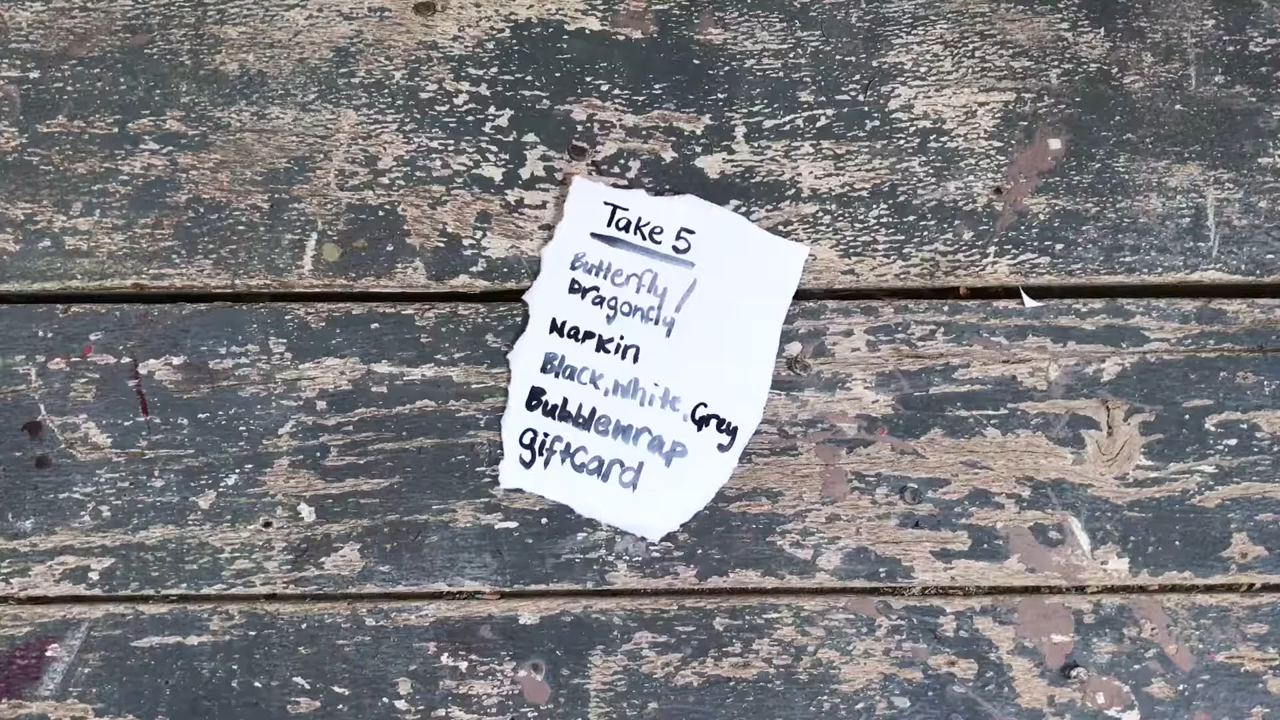 Take 5
Butterfly /
Dragonfly
Napkin
Black, White, Grey
Bubblewrap
giftcard